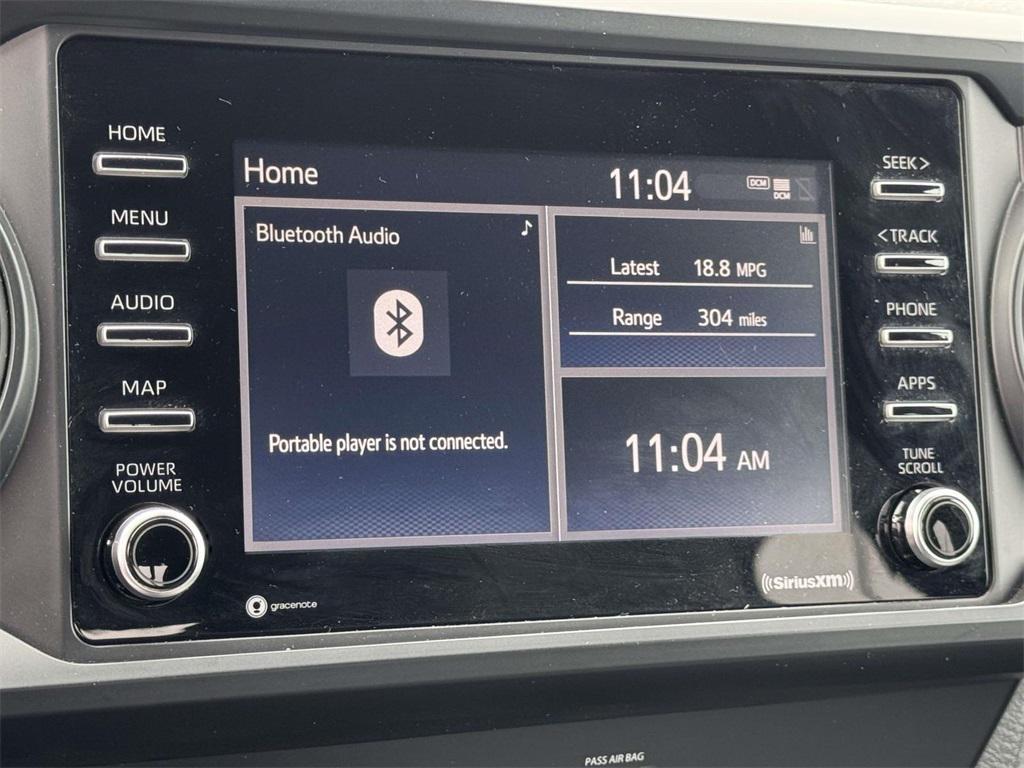 HOME
MENU
AUDIO
MAP
POWER
VOLUME
Home
11:04
DCM
DCM
Bluetooth Audio
Portable player is not connected.
Latest 18.8 MPG
Range 304 miles
11:04 AM
SEEK >
< TRACK
PHONE
APPS
TUNE
SCROLL
gracenote
((SiriusXM))
PASS AIR BAG